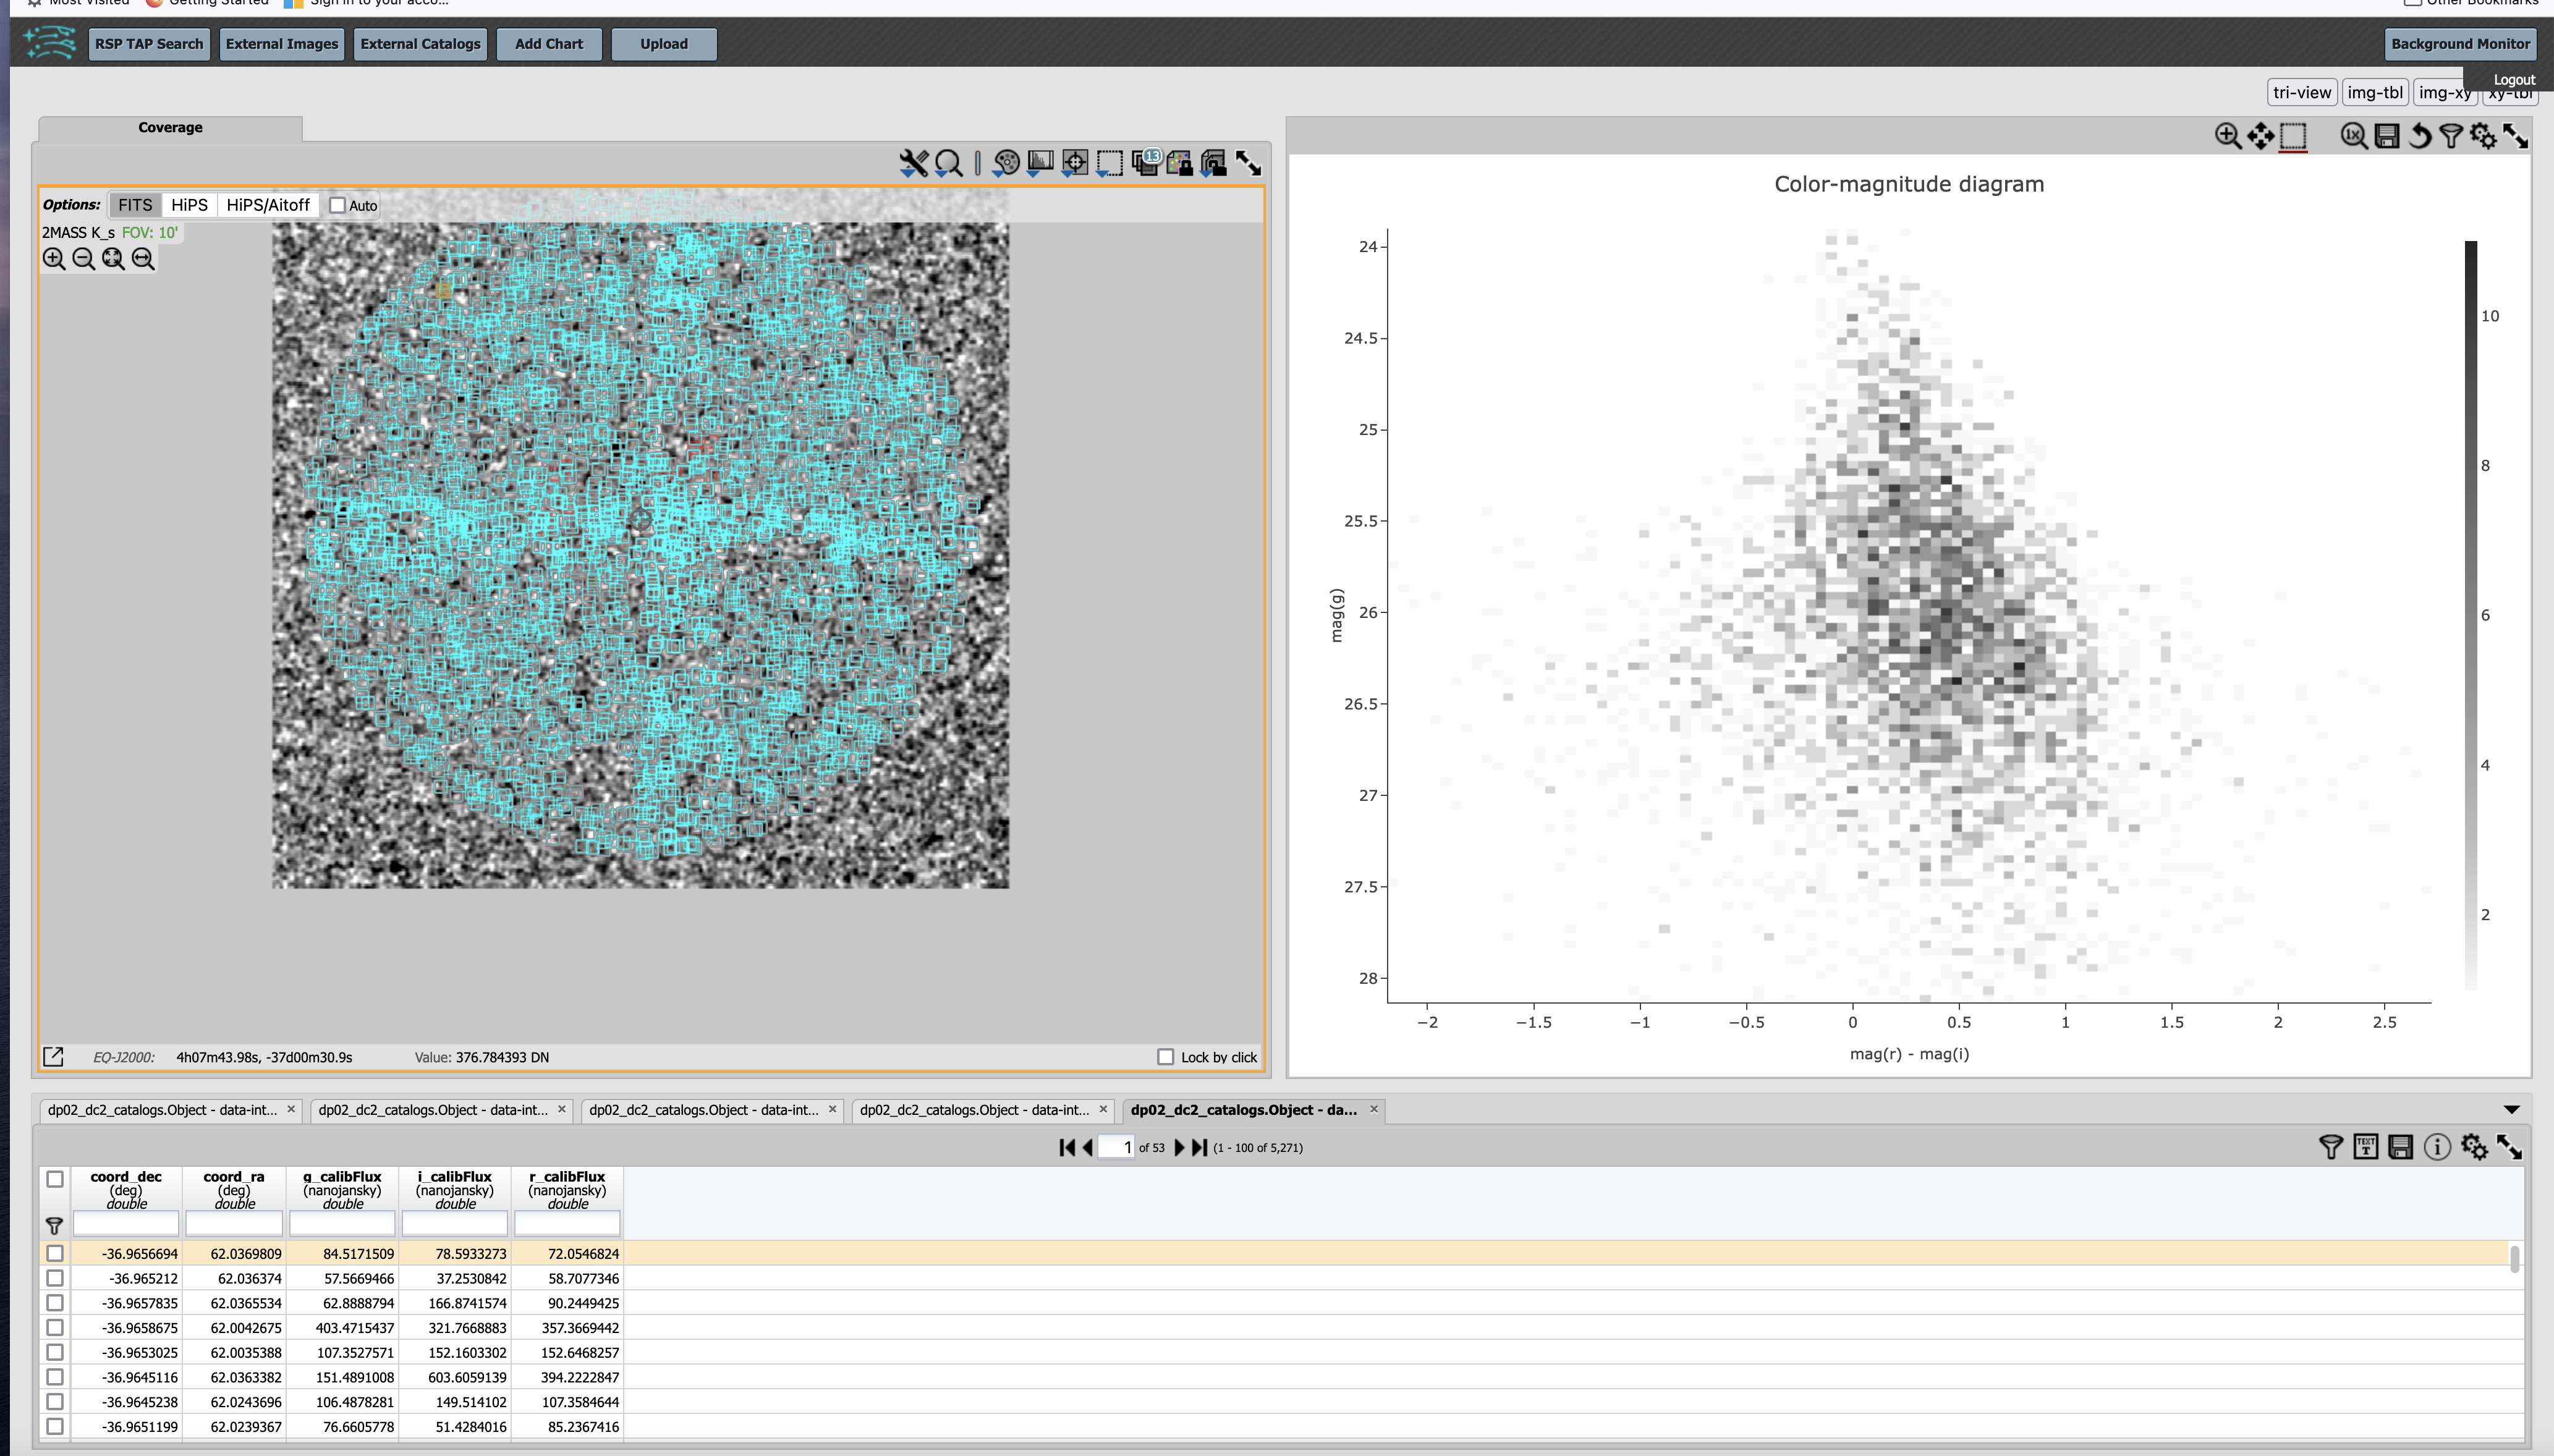 Most Visited Getting Started Sign in to your acco... Other Bookmarks
RSP TAP Search External Images External Catalogs Add Chart Upload Background Monitor
Logout
tri-view img-tbl img-xy xy-tbl
Coverage
13
1x
Options: FITS HiPS HiPS/Aitoff Auto
2MASS K_s FOV: 10'
Color-magnitude diagram
24
24.5
25
25.5
26
26.5
27
27.5
28
mag(g)
−2 −1.5 −1 −0.5 0 0.5 1 1.5 2 2.5
mag(r) - mag(i)
10
8
6
4
2
EQ-J2000: 4h07m43.98s, -37d00m30.9s Value: 376.784393 DN Lock by click
dp02_dc2_catalogs.Object - data-int... × dp02_dc2_catalogs.Object - data-int... × dp02_dc2_catalogs.Object - data-int... × dp02_dc2_catalogs.Object - data-int... × dp02_dc2_catalogs.Object - da... ×
1 of 53 (1 - 100 of 5,271)
TEXT T i
coord_dec coord_ra g_calibFlux i_calibFlux r_calibFlux
(deg) (deg) (nanojansky) (nanojansky) (nanojansky)
double double double double double
-36.9656694 62.0369809 84.5171509 78.5933273 72.0546824
-36.965212 62.036374 57.5669466 37.2530842 58.7077346
-36.9657835 62.0365534 62.8888794 166.8741574 90.2449425
-36.9658675 62.0042675 403.4715437 321.7668883 357.3669442
-36.9653025 62.0035388 107.3527571 152.1603302 152.6468257
-36.9645116 62.0363382 151.4891008 603.6059139 394.2222847
-36.9645238 62.0243696 106.4878281 149.514102 107.3584644
-36.9651199 62.0239367 76.6605778 51.4284016 85.2367416